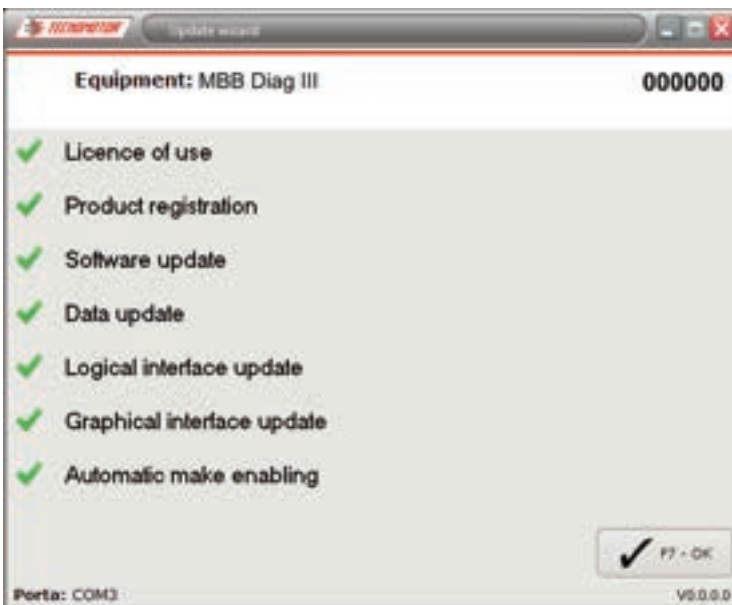 TECNOMOTOR Update wizard
Equipment: MBB Diag III 000000
Licence of use
Product registration
Software update
Data update
Logical interface update
Graphical interface update
Automatic make enabling
F7 - OK
Porta: COM3 V0.0.0.0